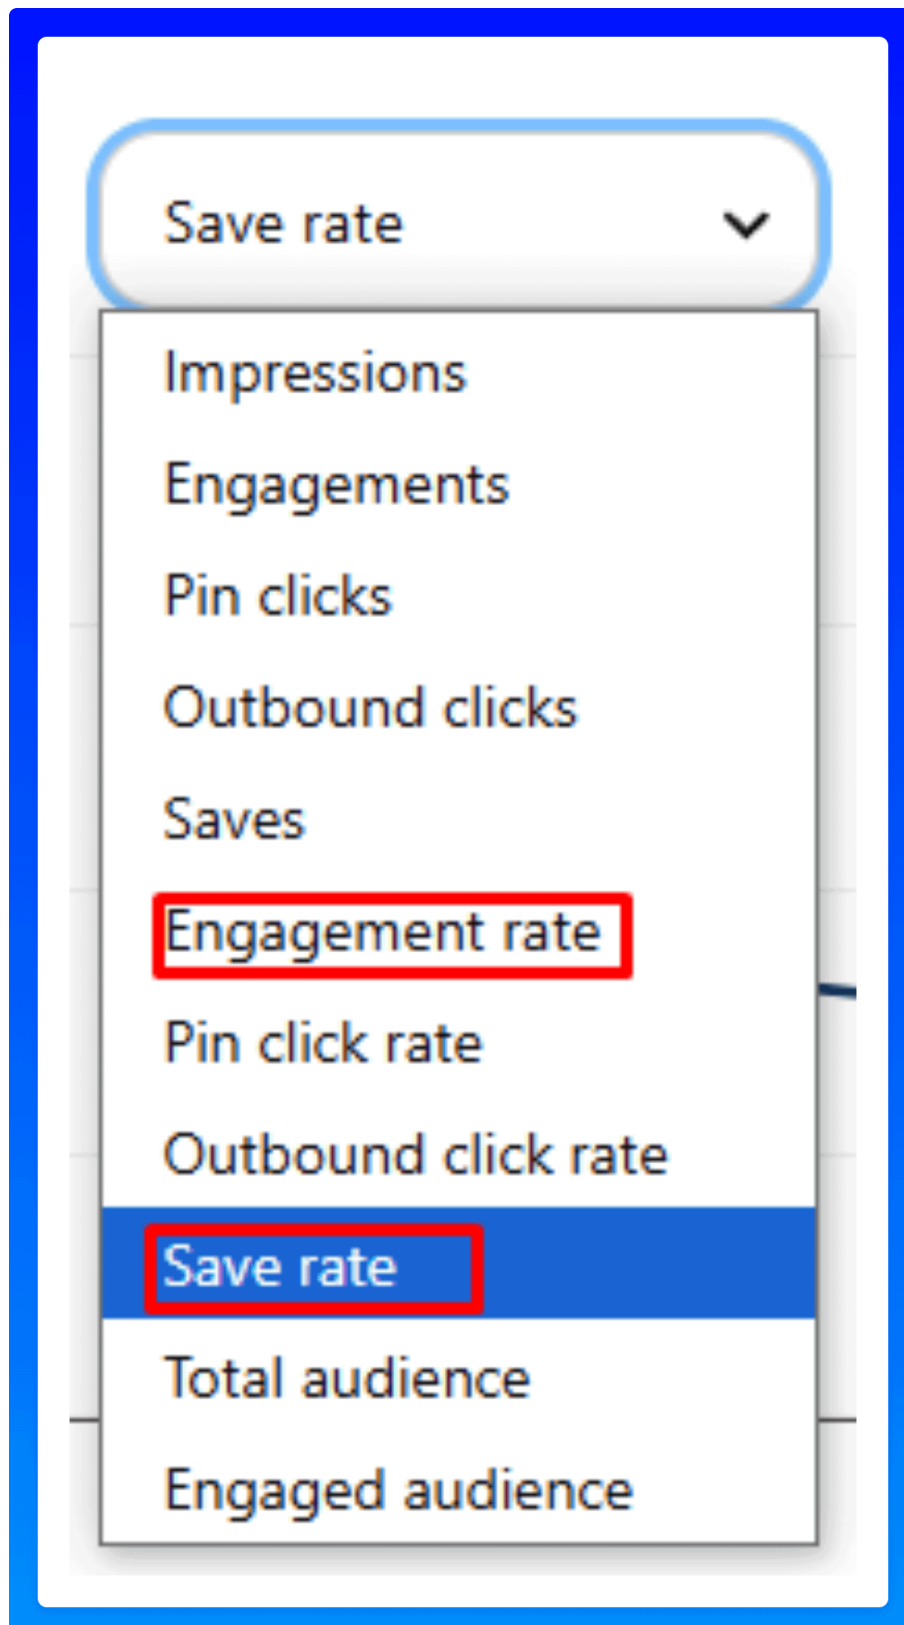 Save rate
Impressions
Engagements
Pin clicks
Outbound clicks
Saves
Engagement rate
Pin click rate
Outbound click rate
Save rate
Total audience
Engaged audience